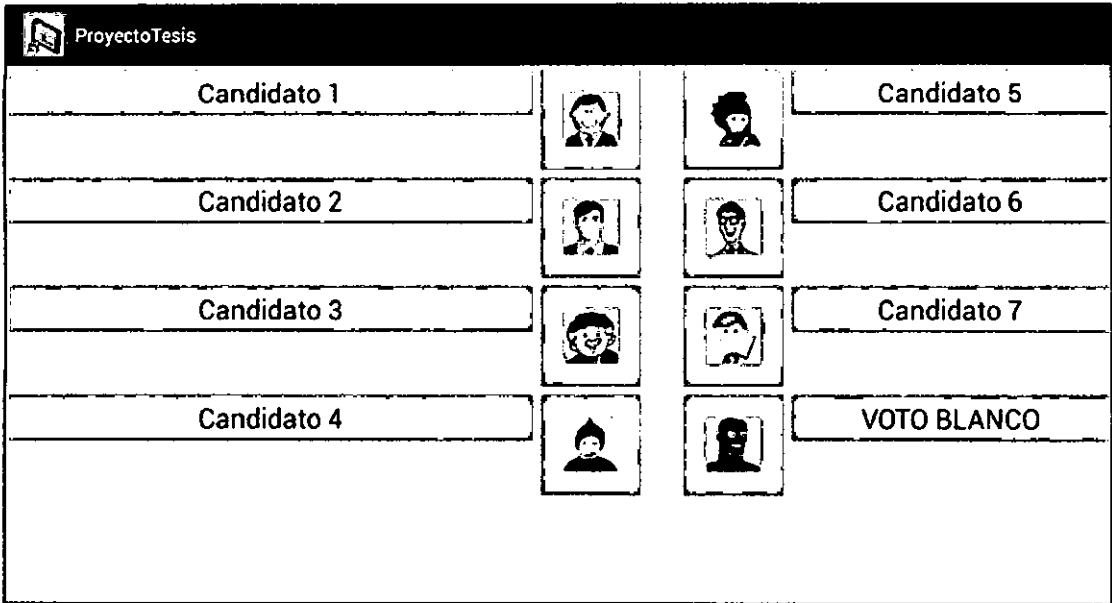 ProyectoTesis
Candidato 1
Candidato 5
Candidato 2
Candidato 6
Candidato 3
Candidato 7
Candidato 4
VOTO BLANCO